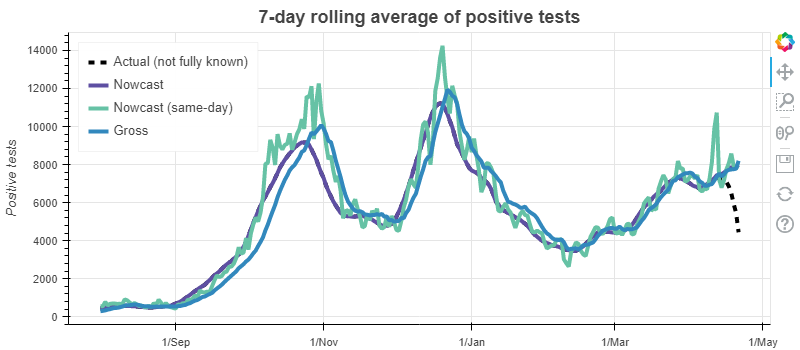 7-day rolling average of positive tests
Actual (not fully known)
Nowcast
Nowcast (same-day)
Gross
Positive tests
14000
12000
10000
8000
6000
4000
2000
0
1/Sep
1/Nov
1/Jan
1/Mar
1/May